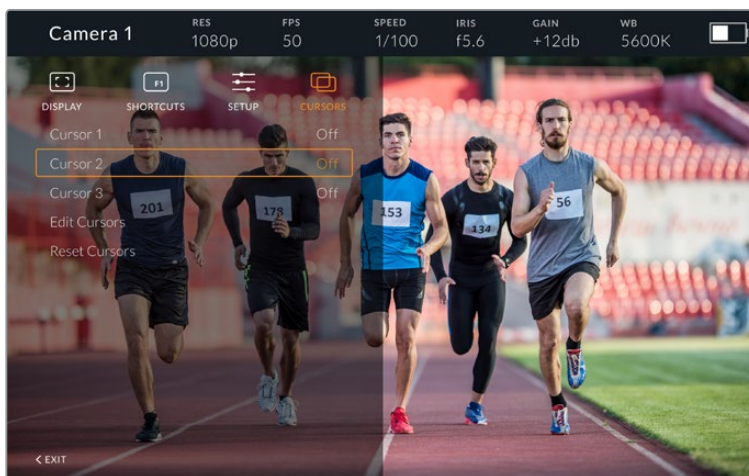 Camera 1
RES
1080p
FPS
50
SPEED
1/100
IRIS
f5.6
GAIN
+12db
WB
5600K
DISPLAY
F1
SHORTCUTS
SETUP
CURSORS
Cursor 1 Off
Cursor 2 Off
Cursor 3 Off
Edit Cursors
Reset Cursors
201
178
153
134
56
< EXIT